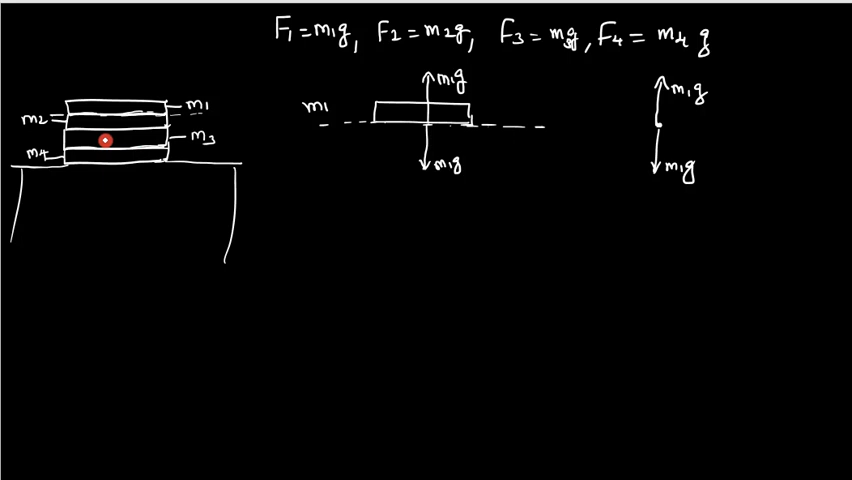 F1 = m1g, F2 = m2g, F3 = m3g, F4 = m4 g
m1g
m1g
m1
m1
m2
m3
m4
m1g
m1g